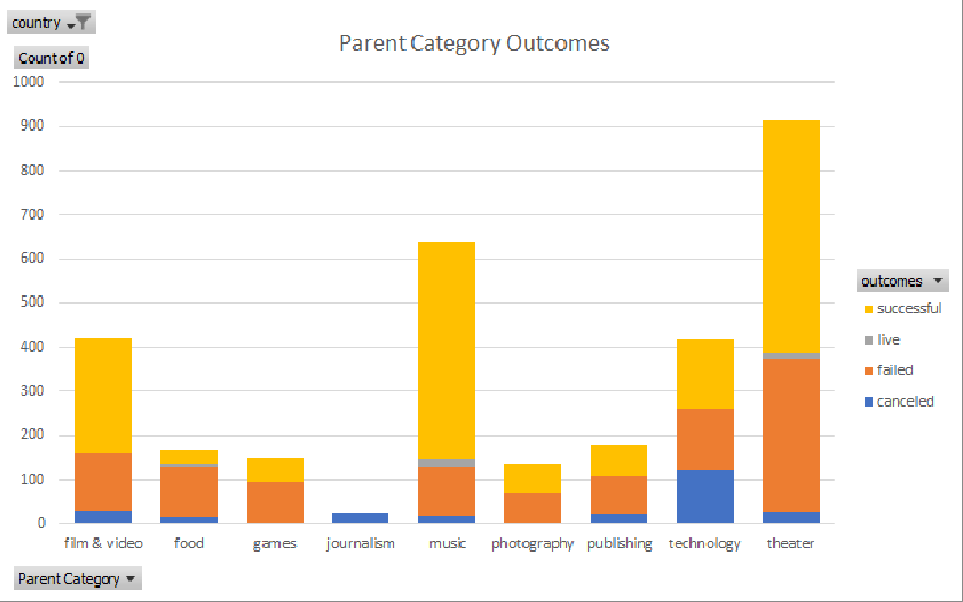 country
Parent Category Outcomes
Count of 0
1000
900
800
700
600
500
400
300
200
100
0
film & video food games journalism music photography publishing technology theater
outcomes
successful
live
failed
canceled
Parent Category